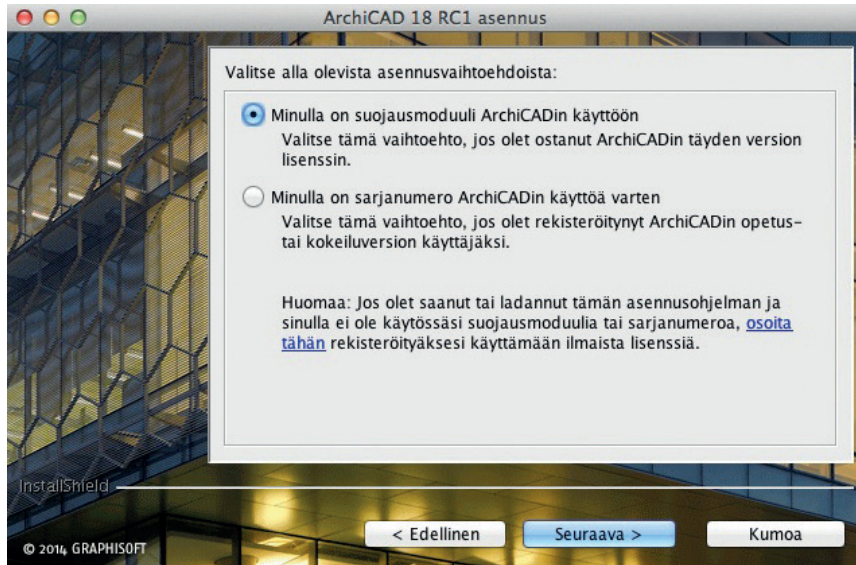 ArchiCAD 18 RC1 asennus
Valitse alla olevista asennusvaihtoehdoista:
Minulla on suojausmoduuli ArchiCADin käyttöön
Valitse tämä vaihtoehto, jos olet ostanut ArchiCADin täyden version
lisenssin.
Minulla on sarjanumero ArchiCADin käyttöä varten
Valitse tämä vaihtoehto, jos olet rekisteröitynyt ArchiCADin opetus-
tai kokeiluversion käyttäjäksi.
Huomaa: Jos olet saanut tai ladannut tämän asennusohjelman ja
sinulla ei ole käytössäsi suojausmoduulia tai sarjanumeroa, osoita
tähän rekisteröityäksesi käyttämään ilmaista lisenssiä.
InstallShield
< Edellinen
Seuraava >
Kumoa
© 2014 GRAPHISOFT